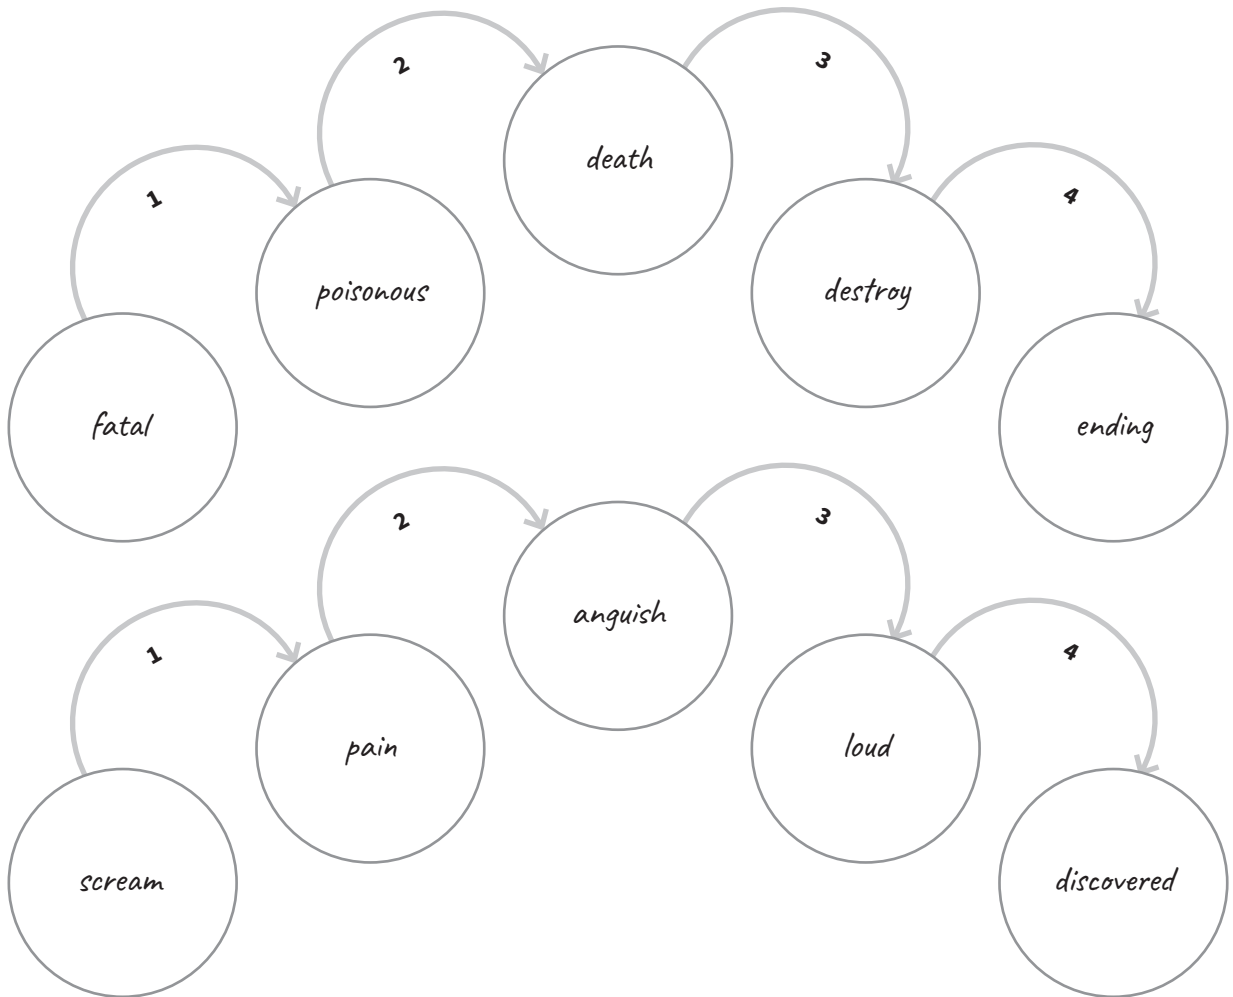 2
3
death
1
4
poisonous
destroy
fatal
ending
2
3
anguish
1
4
pain
loud
scream
discovered